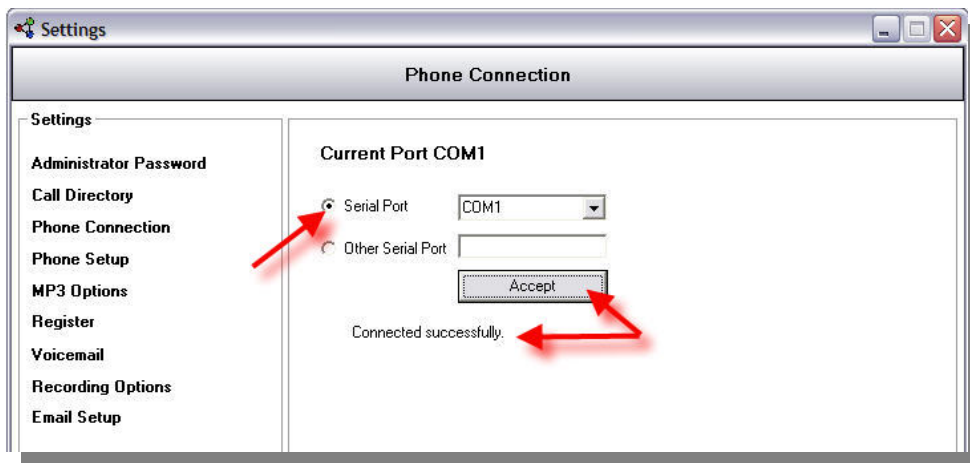 Settings
Phone Connection
Settings
Administrator Password
Call Directory
Phone Connection
Phone Setup
MP3 Options
Register
Voicemail
Recording Options
Email Setup
Current Port COM1
Serial Port COM1
Other Serial Port
Accept
Connected successfully.